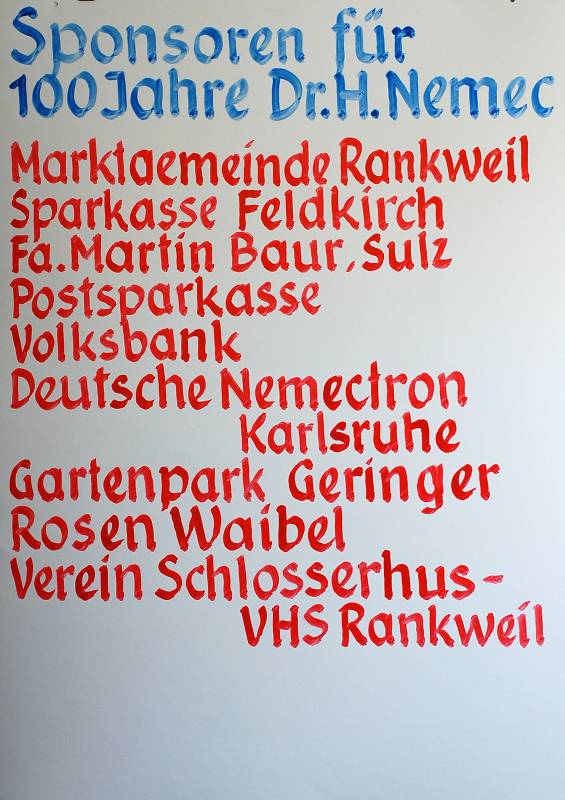 Sponsoren für
100 Jahre Dr. H. Nemec
Marktgemeinde Rankweil
Sparkasse Feldkirch
Fa. Martin Baur, Sulz
Postsparkasse
Volksbank
Deutsche Nemectron
Karlsruhe
Gartenpark Geringer
Rosen Waibel
Verein Schlosserhus-
VHS Rankweil